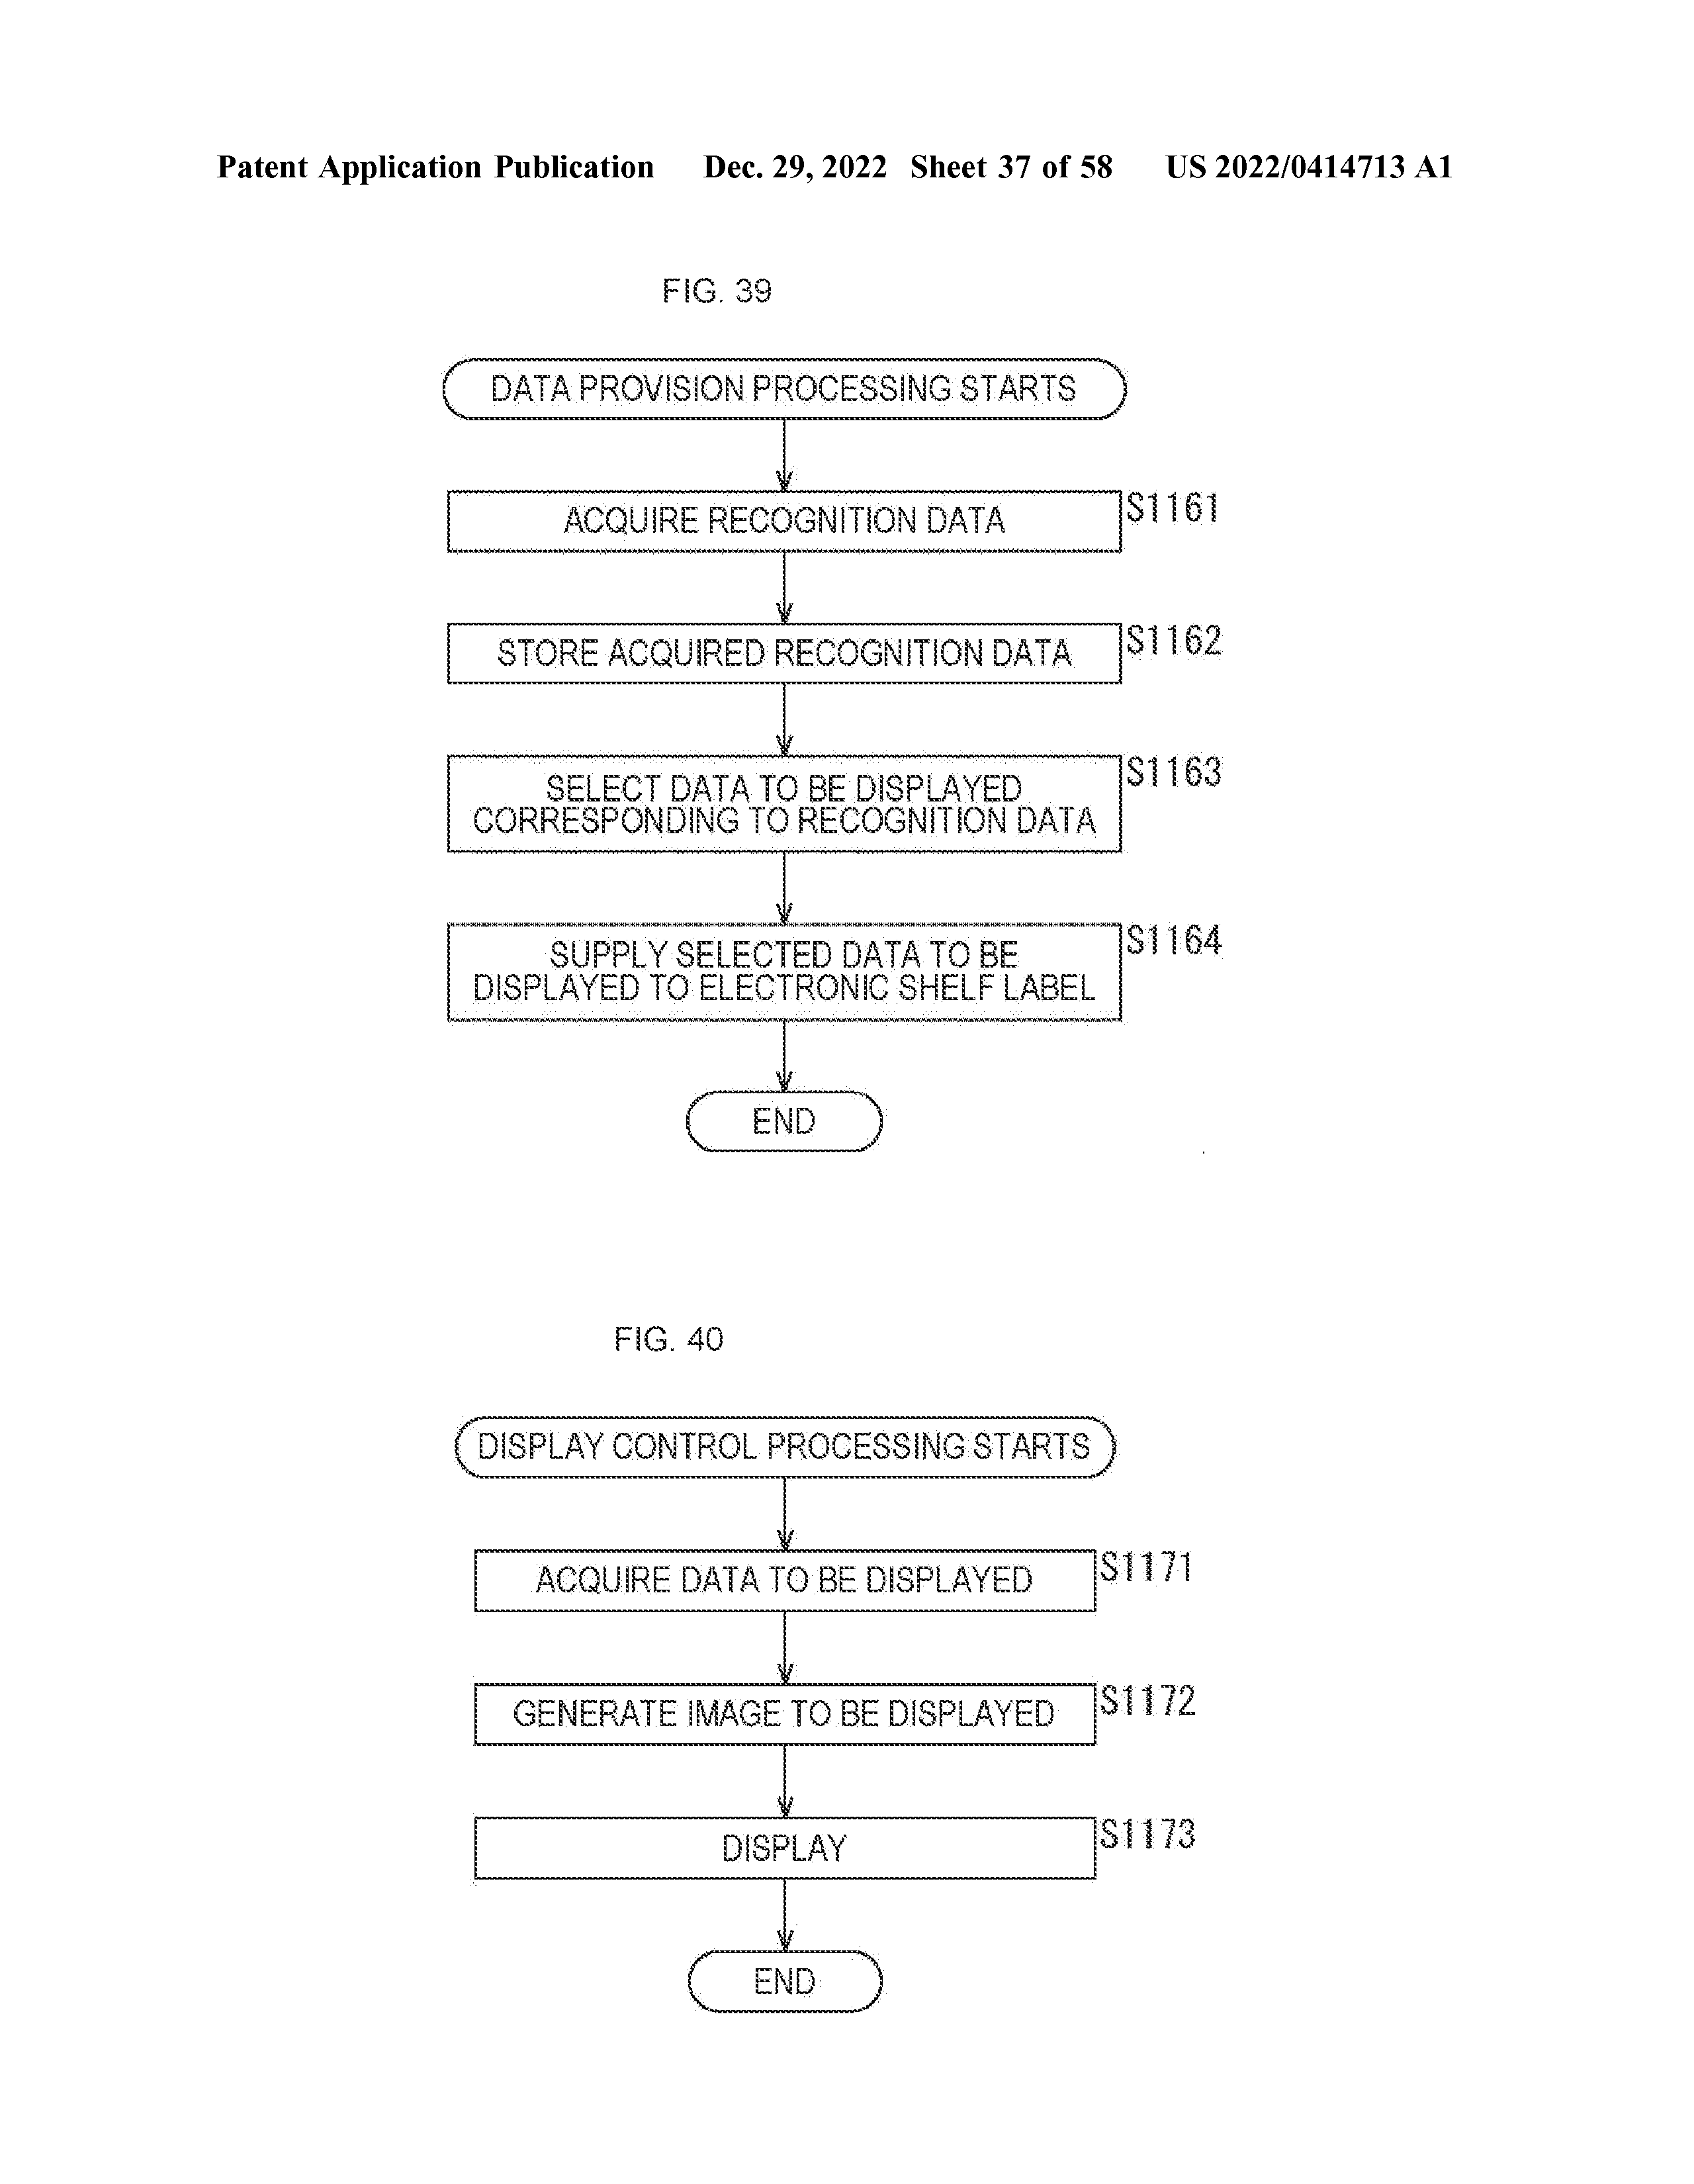 Patent Application Publication Dec. 29, 2022 Sheet 37 of 58 US 2022/0414713 A1
FIG. 39
DATA PROVISION PROCESSING STARTS
ACQUIRE RECOGNITION DATA S1161
STORE ACQUIRED RECOGNITION DATA S1162
SELECT DATA TO BE DISPLAYED S1163
CORRESPONDING TO RECOGNITION DATA
SUPPLY SELECTED DATA TO BE S1164
DISPLAYED TO ELECTRONIC SHELF LABEL
END
FIG. 40
DISPLAY CONTROL PROCESSING STARTS
ACQUIRE DATA TO BE DISPLAYED S1171
GENERATE IMAGE TO BE DISPLAYED S1172
DISPLAY S1173
END